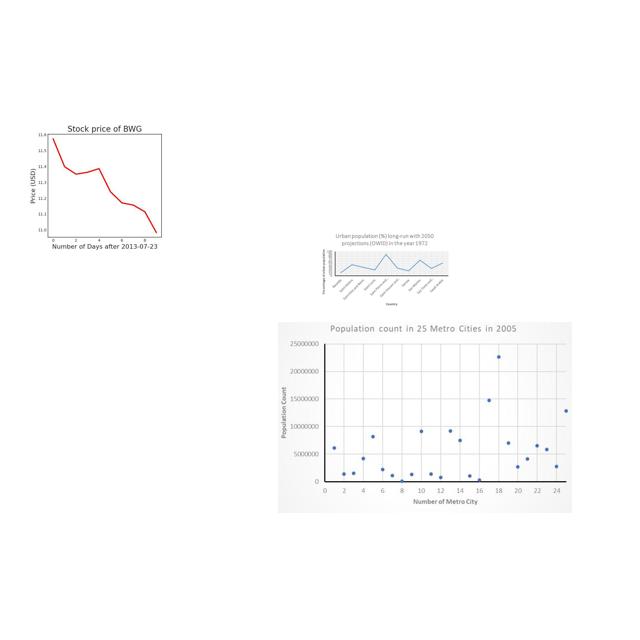 Stock price of BWG
Price (USD)
11.6
11.5
11.4
11.3
11.2
11.1
11.0
0 2 4 6 8
Number of Days after 2013-07-23
Urban population (%) long-run with 2050
projections (OWID) in the year 1972
Country
Population count in 25 Metro Cities in 2005
Population Count
25000000
20000000
15000000
10000000
5000000
0
0 2 4 6 8 10 12 14 16 18 20 22 24
Number of Metro City